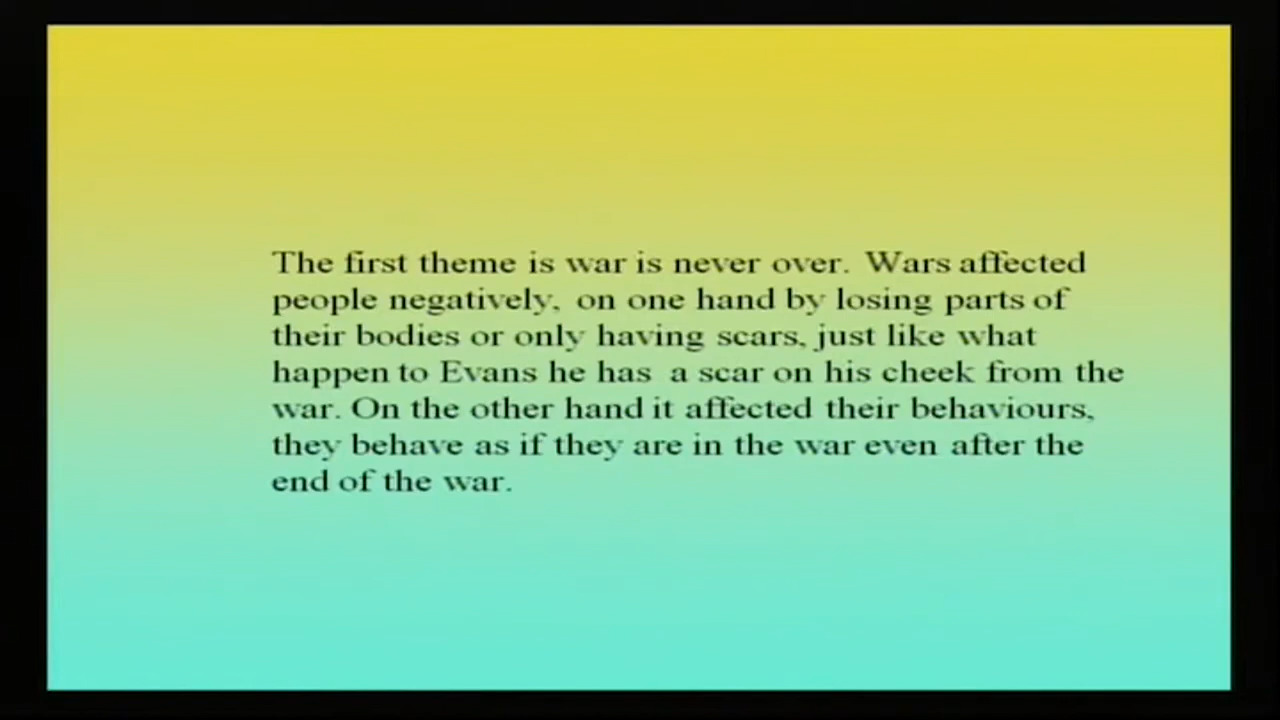 The first theme is war is never over. Wars affected
people negatively, on one hand by losing parts of
their bodies or only having scars, just like what
happen to Evans he has a scar on his cheek from the
war. On the other hand it affected their behaviours,
they behave as if they are in the war even after the
end of the war.